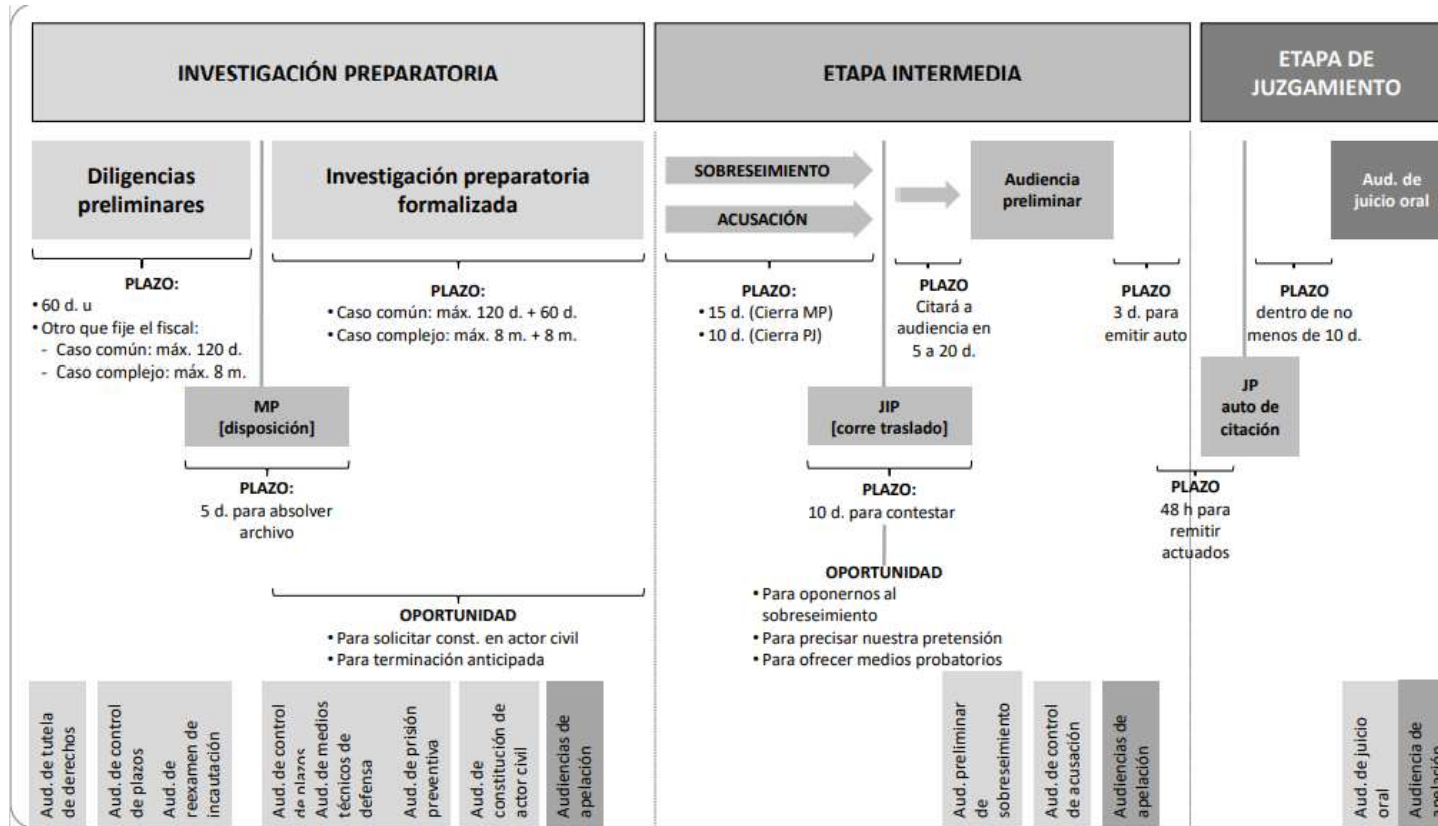 INVESTIGACIÓN PREPARATORIA
ETAPA INTERMEDIA
ETAPA DE
JUZGAMIENTO
Diligencias
preliminares
Investigación preparatoria
formalizada
SOBRESEIMIENTO
ACUSACIÓN
Audiencia
preliminar
Aud. de
juicio oral
PLAZO:
• 60 d. u
• Otro que fije el fiscal:
- Caso común: máx. 120 d.
- Caso complejo: máx. 8 m.
PLAZO:
• Caso común: máx. 120 d. + 60 d.
• Caso complejo: máx. 8 m. + 8 m.
PLAZO:
• 15 d. (Cierra MP)
• 10 d. (Cierra PJ)
PLAZO
Citará a
audiencia en
5 a 20 d.
PLAZO
3 d. para
emitir auto
PLAZO
dentro de no
menos de 10 d.
MP
[disposición]
JIP
[corre traslado]
JP
auto de
citación
PLAZO:
5 d. para absolver
archivo
PLAZO:
10 d. para contestar
PLAZO
48 h para
remitir
actuados
OPORTUNIDAD
• Para solicitar const. en actor civil
• Para terminación anticipada
OPORTUNIDAD
• Para oponernos al
sobreseimiento
• Para precisar nuestra pretensión
• Para ofrecer medios probatorios
Aud. de tutela
de derechos
Aud. de control
de plazos
Aud. de
reexamen de
incautación
Aud. de control
de plazos
Aud. de medios
técnicos de
defensa
Aud. de prisión
preventiva
Aud. de
constitución de
actor civil
Audiencias de
apelación
Aud. preliminar
de
sobreseimiento
Aud. de control
de acusación
Audiencias de
apelación
Aud. de juicio
oral
Audiencia de
apelación